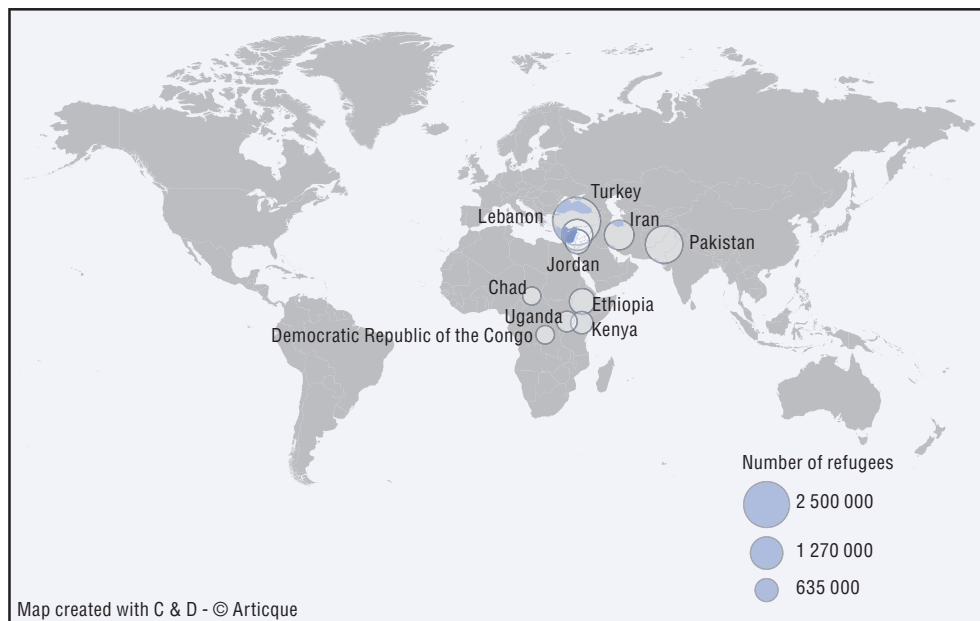 Turkey
Lebanon
Iran
Pakistan
Jordan
Chad
Ethiopia
Uganda
Kenya
Democratic Republic of the Congo
Number of refugees
2 500 000
1 270 000
635 000
Map created with C & D - © Articque